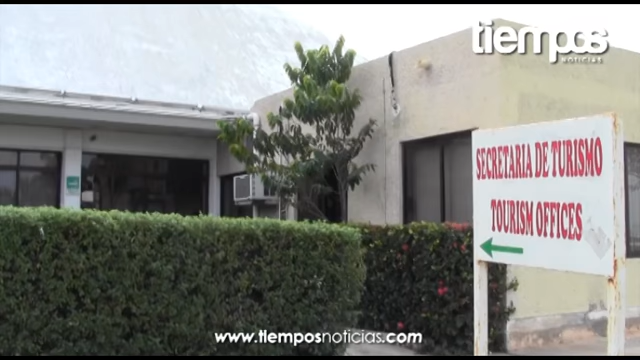 tiempos
NOTICIAS
SECRETARIA DE TURISMO
TOURISM OFFICES
www.tiemposnoticias.com